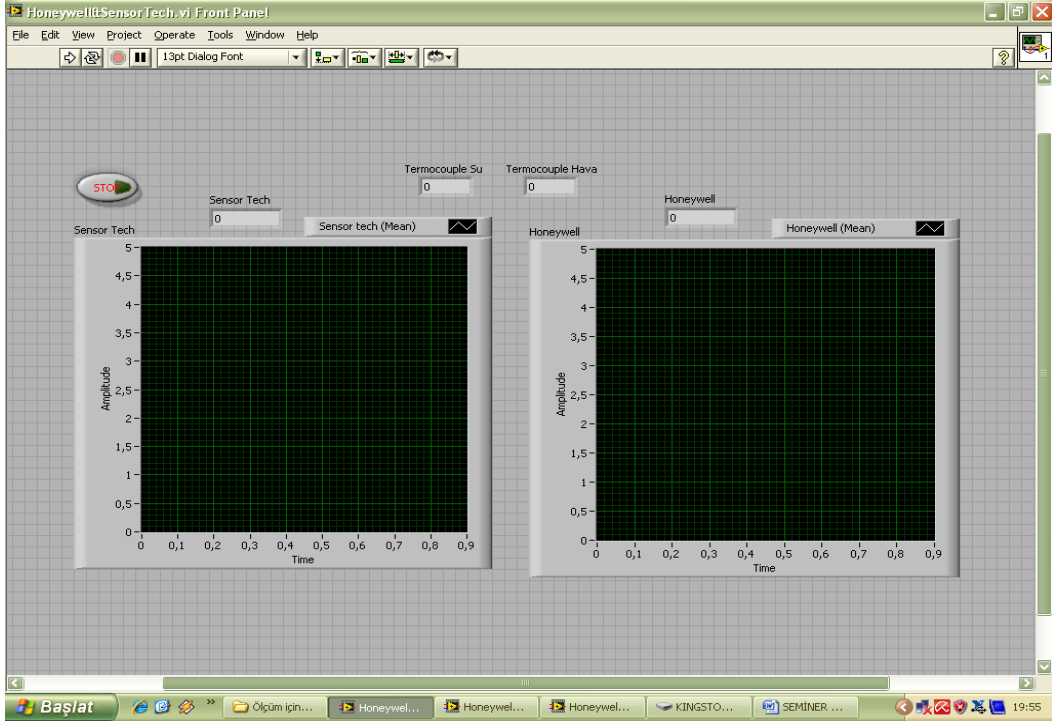 Honeywell&SensorTech.vi Front Panel
File Edit View Project Operate Tools Window Help
13pt Dialog Font
1
STOP
Termocouple Su
0
Termocouple Hava
0
Sensor Tech
0
Honeywell
0
Sensor Tech
Sensor tech (Mean)
5
4,5
4
3,5
3
2,5
2
1,5
1
0,5
0
Amplitude
0 0,1 0,2 0,3 0,4 0,5 0,6 0,7 0,8 0,9
Time
Honeywell
Honeywell (Mean)
5
4,5
4
3,5
3
2,5
2
1,5
1
0,5
0
Amplitude
0 0,1 0,2 0,3 0,4 0,5 0,6 0,7 0,8 0,9
Time
Başlat
Ölçüm için...
Honeywel...
Honeywel...
Honeywel...
KINGSTO...
SEMİNER ...
19:55